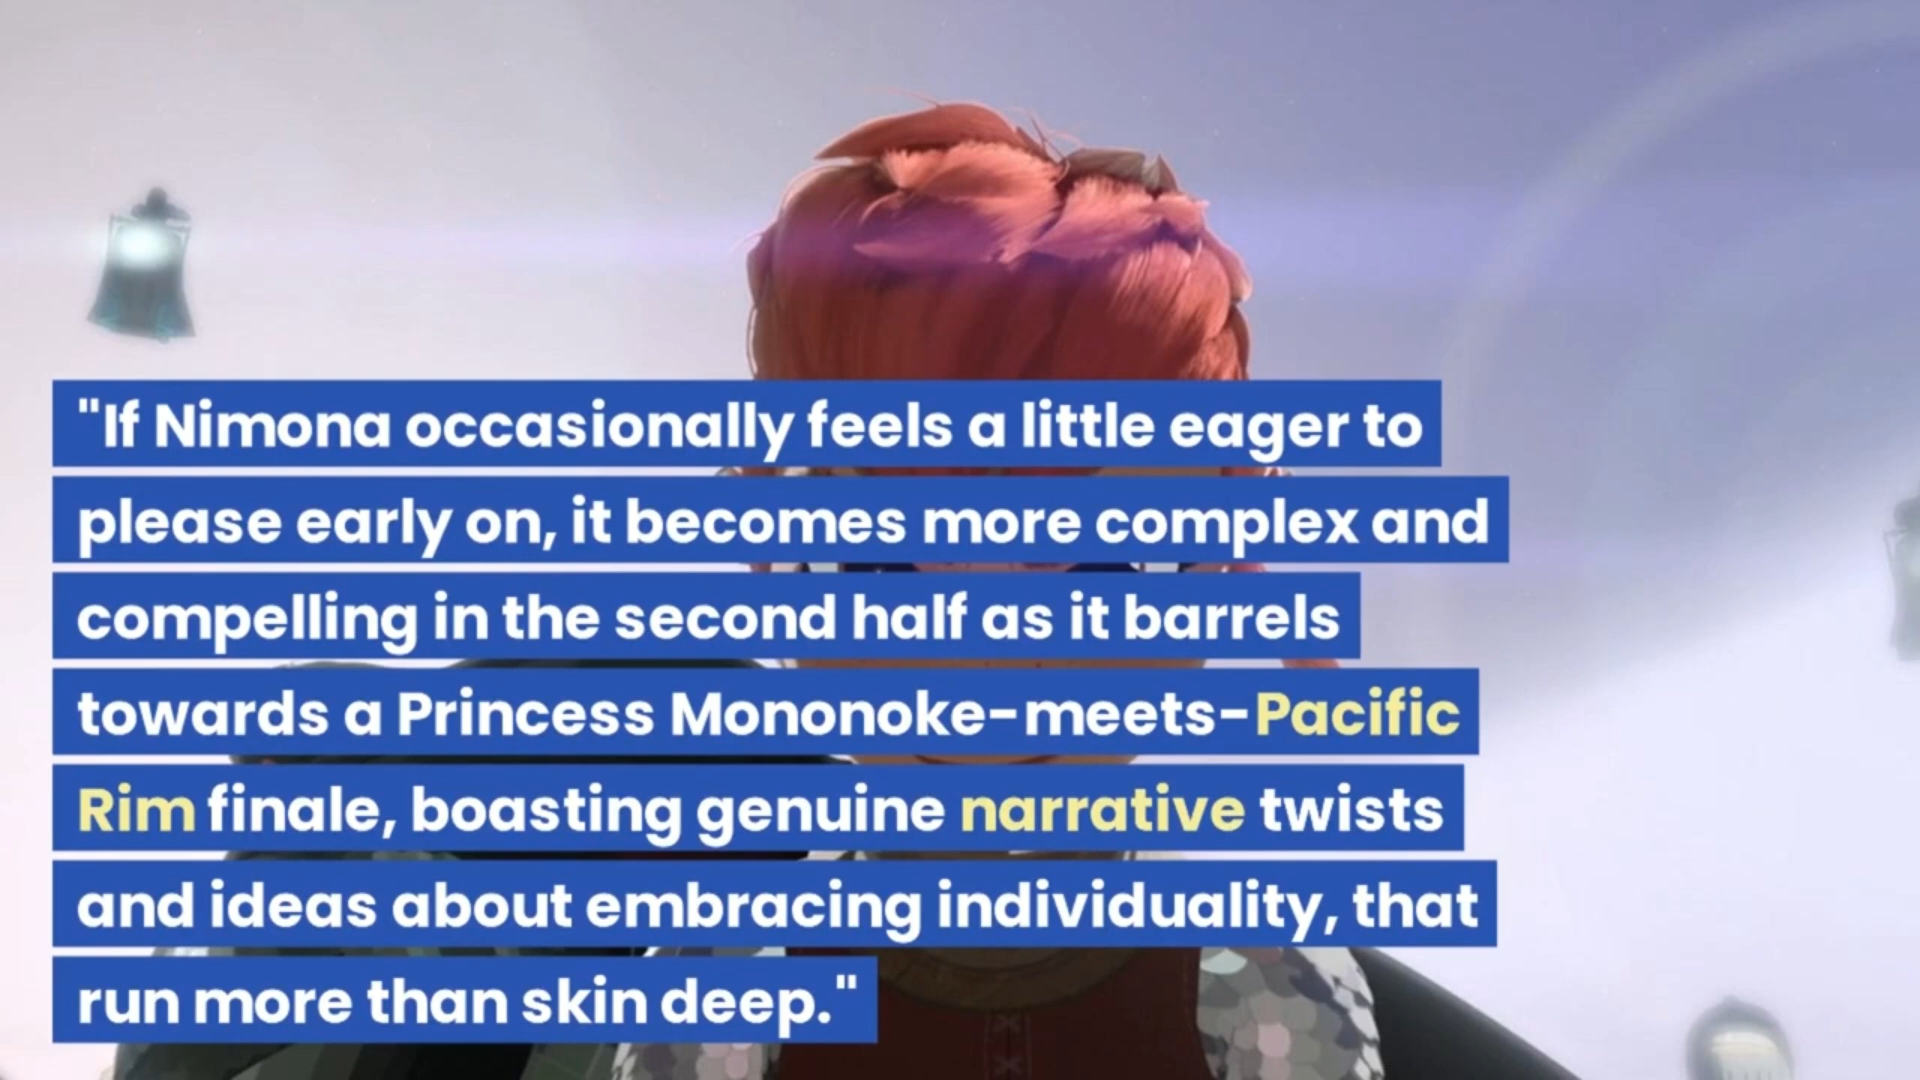 "If Nimona occasionally feels a little eager to
please early on, it becomes more complex and
compelling in the second half as it barrels
towards a Princess Mononoke-meets-Pacific
Rim finale, boasting genuine narrative twists
and ideas about embracing individuality, that
run more than skin deep."